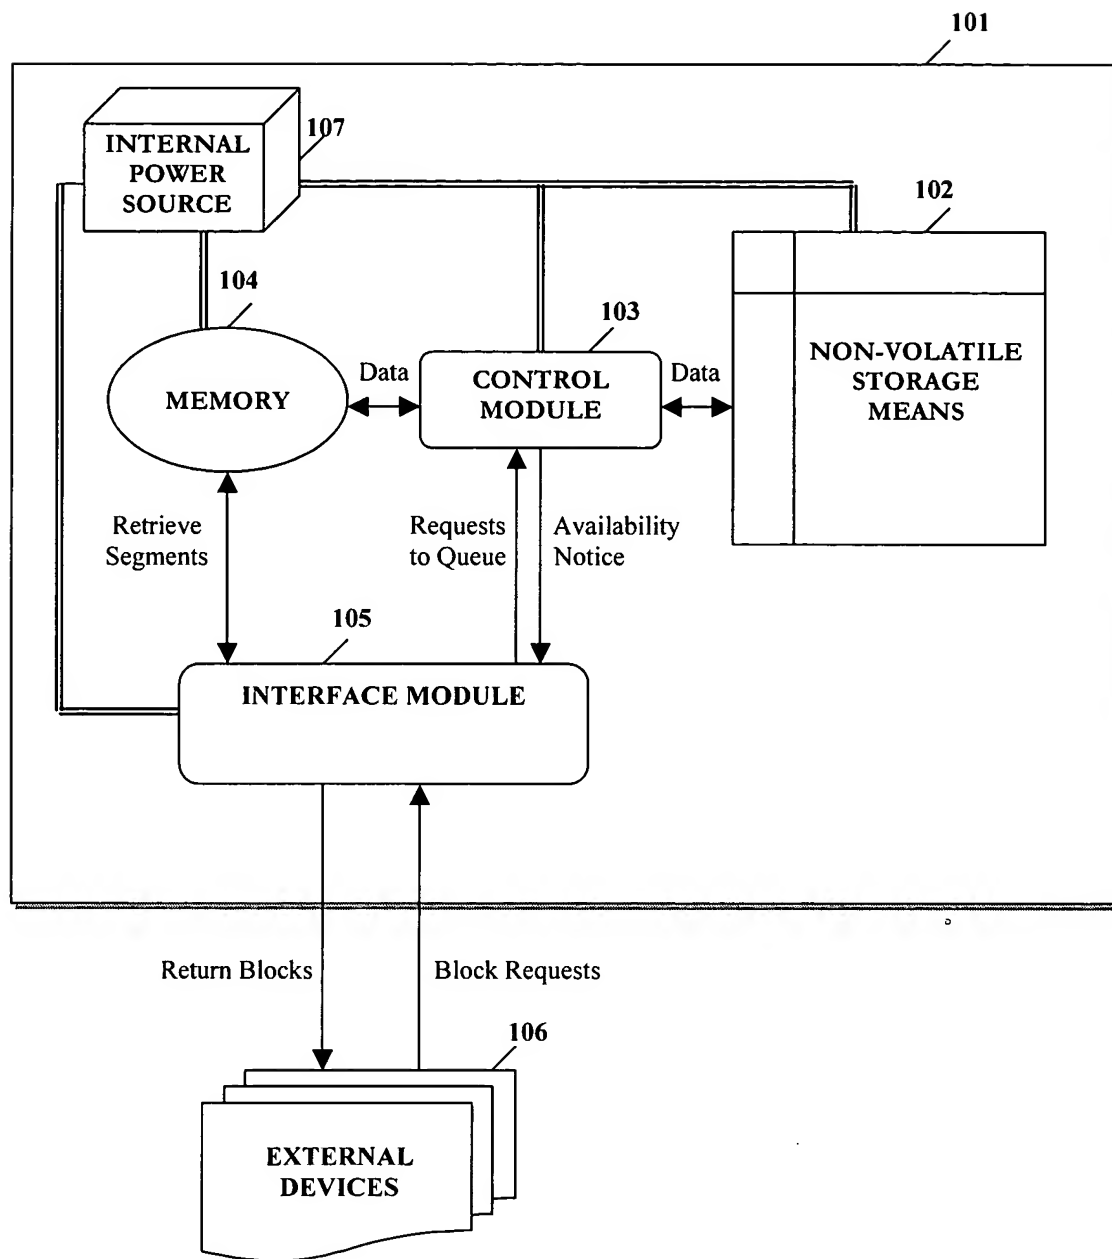 101
INTERNAL
POWER
SOURCE
107
102
104
103
MEMORY
Data
CONTROL
MODULE
Data
NON-VOLATILE
STORAGE
MEANS
Retrieve
Segments
Requests
to Queue
Availability
Notice
105
INTERFACE MODULE
Return Blocks
Block Requests
106
EXTERNAL
DEVICES